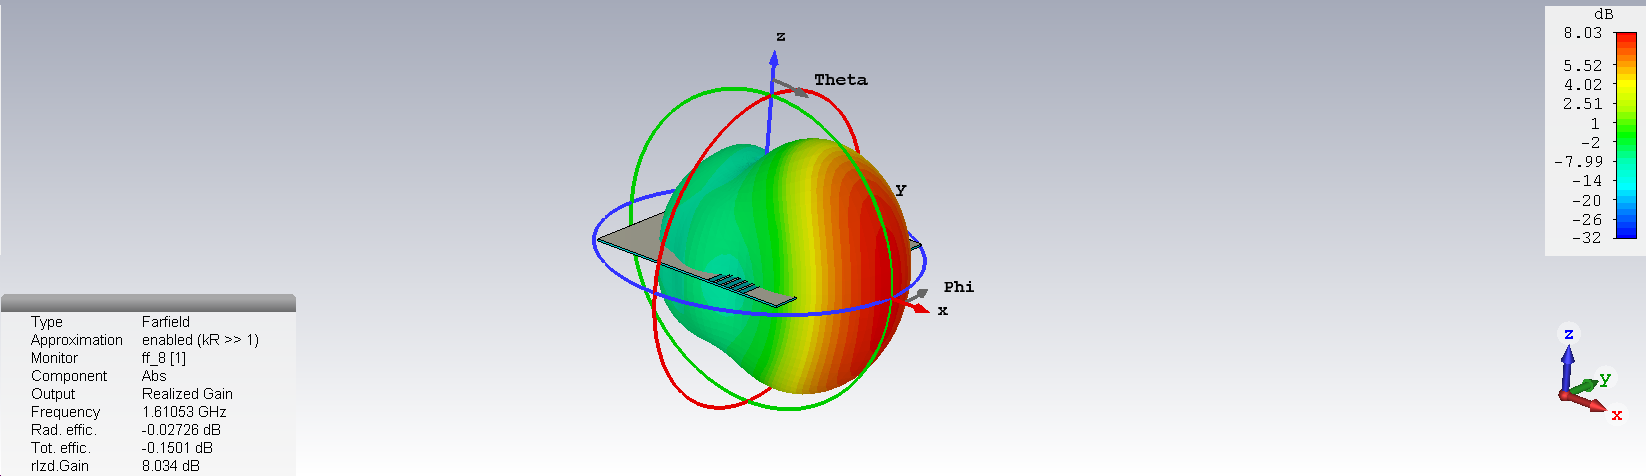 z
Theta
y
Phi
x
dB
8.03
5.52
4.02
2.51
1
-2
-7.99
-14
-20
-26
-32
Type Farfield
Approximation enabled (kR >> 1)
Monitor ff_8 [1]
Component Abs
Output Realized Gain
Frequency 1.61053 GHz
Rad. effic. -0.02726 dB
Tot. effic. -0.1501 dB
rlzd.Gain 8.034 dB
z
y
x